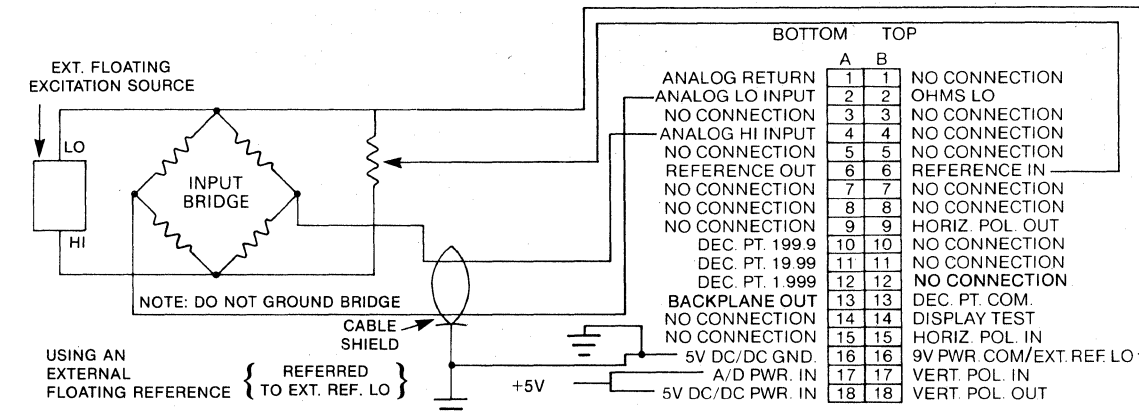 BOTTOM TOP
A B
EXT. FLOATING
EXCITATION SOURCE
LO
HI
INPUT
BRIDGE
NOTE: DO NOT GROUND BRIDGE
CABLE
SHIELD
USING AN
EXTERNAL
FLOATING REFERENCE { REFERRED
TO EXT. REF. LO }
+5V
ANALOG RETURN 1 1 NO CONNECTION
ANALOG LO INPUT 2 2 OHMS LO
NO CONNECTION 3 3 NO CONNECTION
ANALOG HI INPUT 4 4 NO CONNECTION
NO CONNECTION 5 5 NO CONNECTION
REFERENCE OUT 6 6 REFERENCE IN
NO CONNECTION 7 7 NO CONNECTION
NO CONNECTION 8 8 NO CONNECTION
NO CONNECTION 9 9 HORIZ. POL. OUT
DEC. PT. 199.9 10 10 NO CONNECTION
DEC. PT. 19.99 11 11 NO CONNECTION
DEC. PT. 1.999 12 12 NO CONNECTION
BACKPLANE OUT 13 13 DEC. PT. COM.
NO CONNECTION 14 14 DISPLAY TEST
NO CONNECTION 15 15 HORIZ. POL. IN
5V DC/DC GND. 16 16 9V PWR. COM/EXT. REF. LO
A/D PWR. IN 17 17 VERT. POL. IN
5V DC/DC PWR. IN 18 18 VERT. POL. OUT